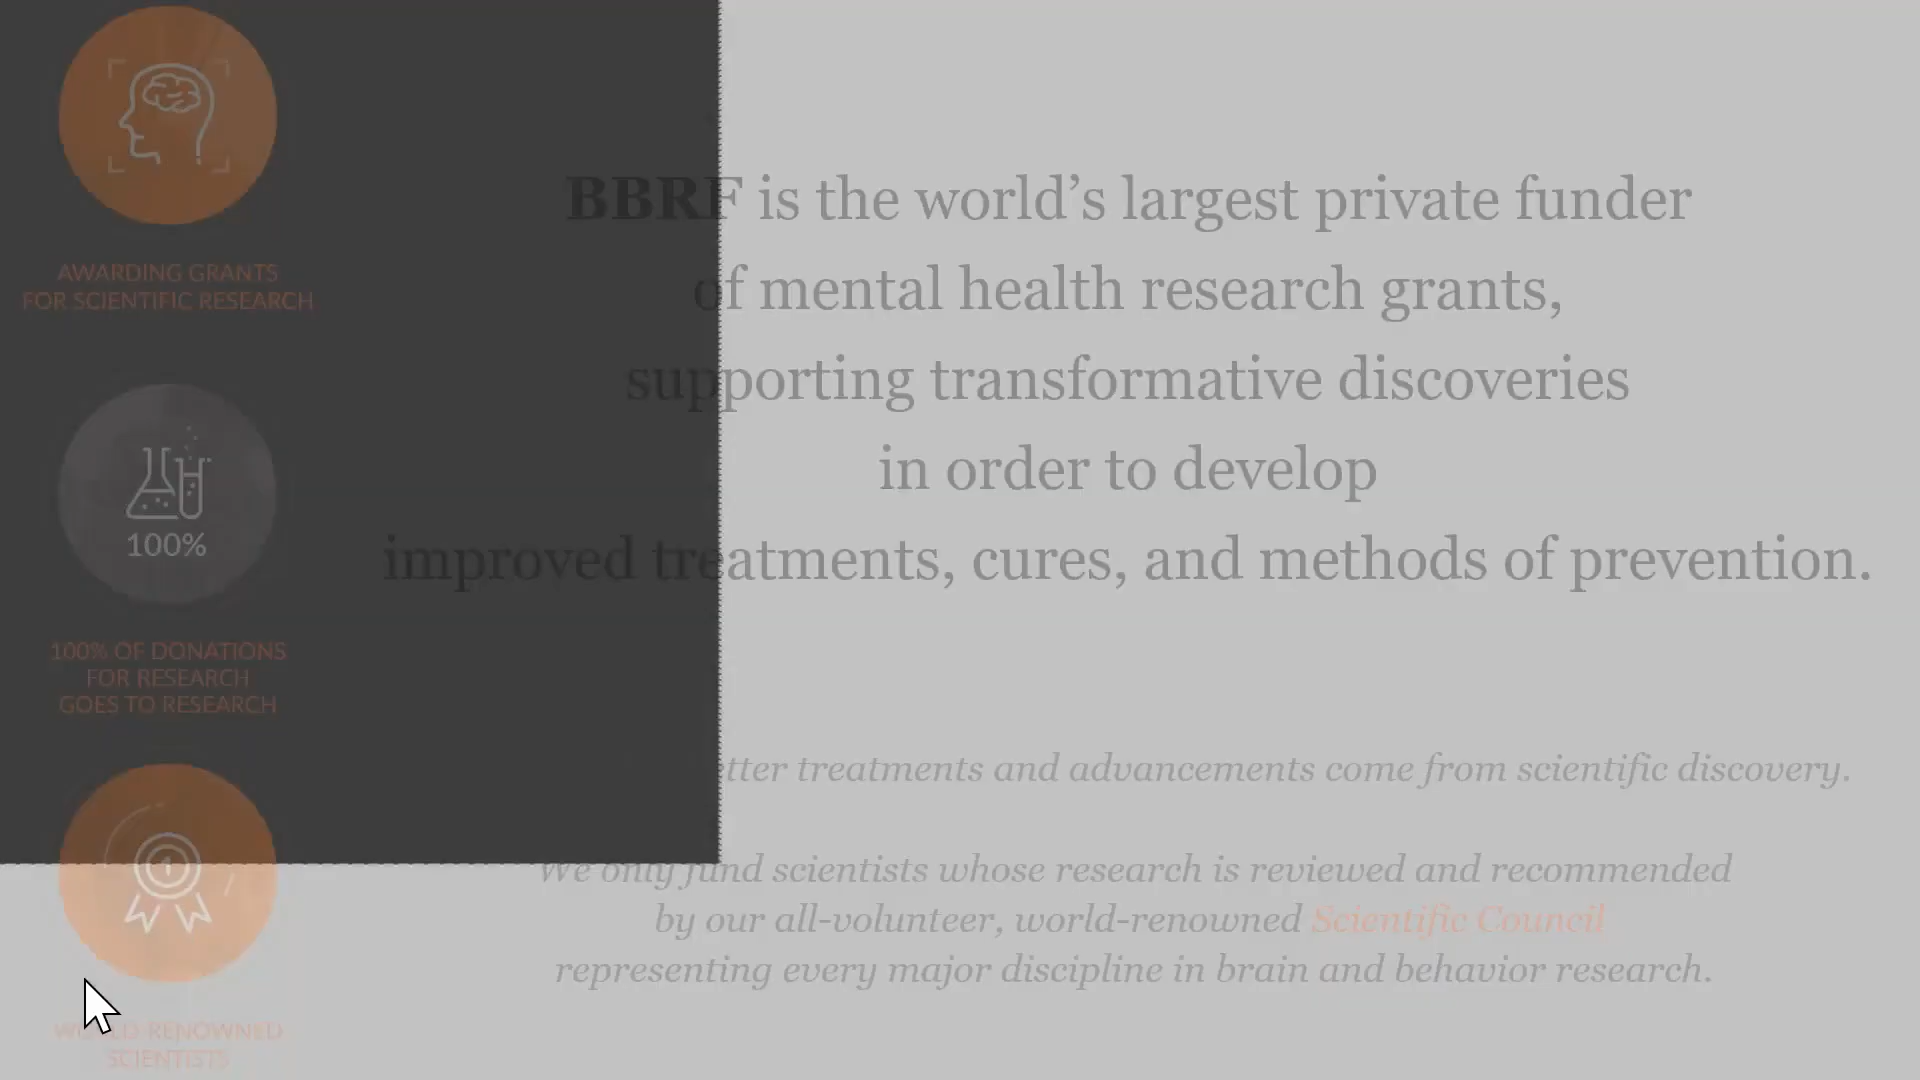 AWARDING GRANTS
FOR SCIENTIFIC RESEARCH
100%
100% OF DONATIONS
FOR RESEARCH
GOES TO RESEARCH
1
WORLD RENOWNED
SCIENTISTS
BBRF is the world’s largest private funder
of mental health research grants,
supporting transformative discoveries
in order to develop
improved treatments, cures, and methods of prevention.
treatments and advancements come from scientific discovery.
We only fund scientists whose research is reviewed and recommended
by our all-volunteer, world-renowned Scientific Council
representing every major discipline in brain and behavior research.